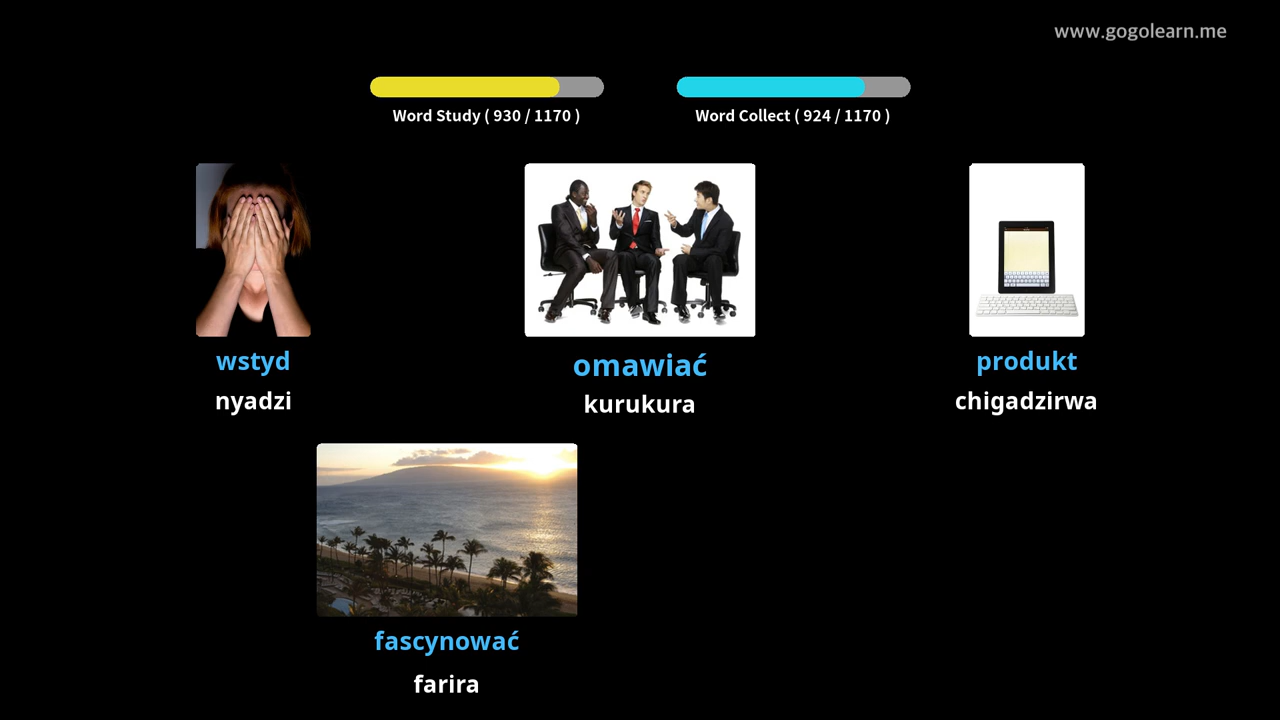 www.gogolearn.me
Word Study ( 930 / 1170 )
Word Collect ( 924 / 1170 )
wstyd
nyadzi
omawiać
kurukura
produkt
chigadzirwa
fascynować
farira